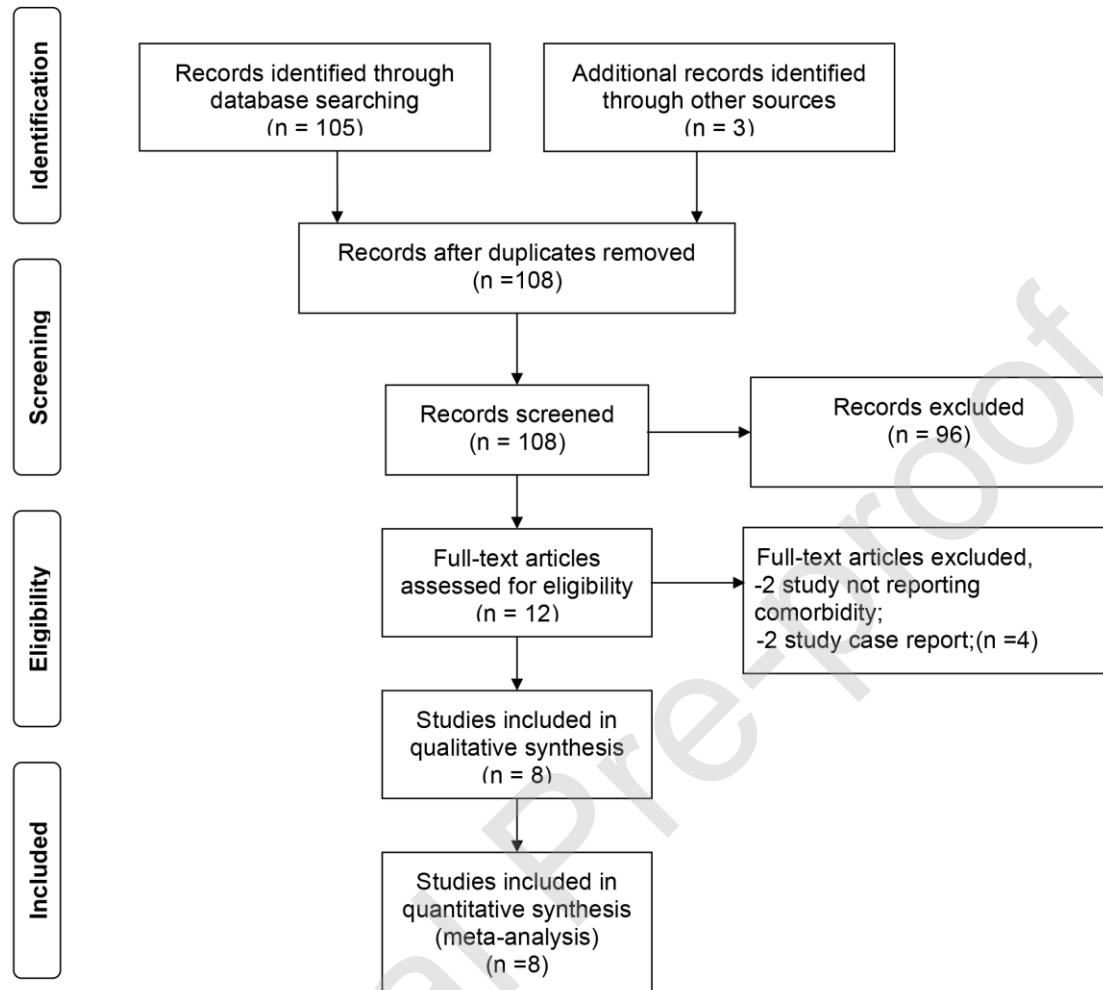 Identification
Records identified through
database searching
(n = 105)
Additional records identified
through other sources
(n = 3)
Screening
Records after duplicates removed
(n =108)
Records screened
(n = 108)
Records excluded
(n = 96)
Eligibility
Full-text articles
assessed for eligibility
(n = 12)
Full-text articles excluded,
-2 study not reporting
comorbidity;
-2 study case report;(n =4)
Studies included in
qualitative synthesis
(n = 8)
Included
Studies included in
quantitative synthesis
(meta-analysis)
(n =8)
al Pre-proof